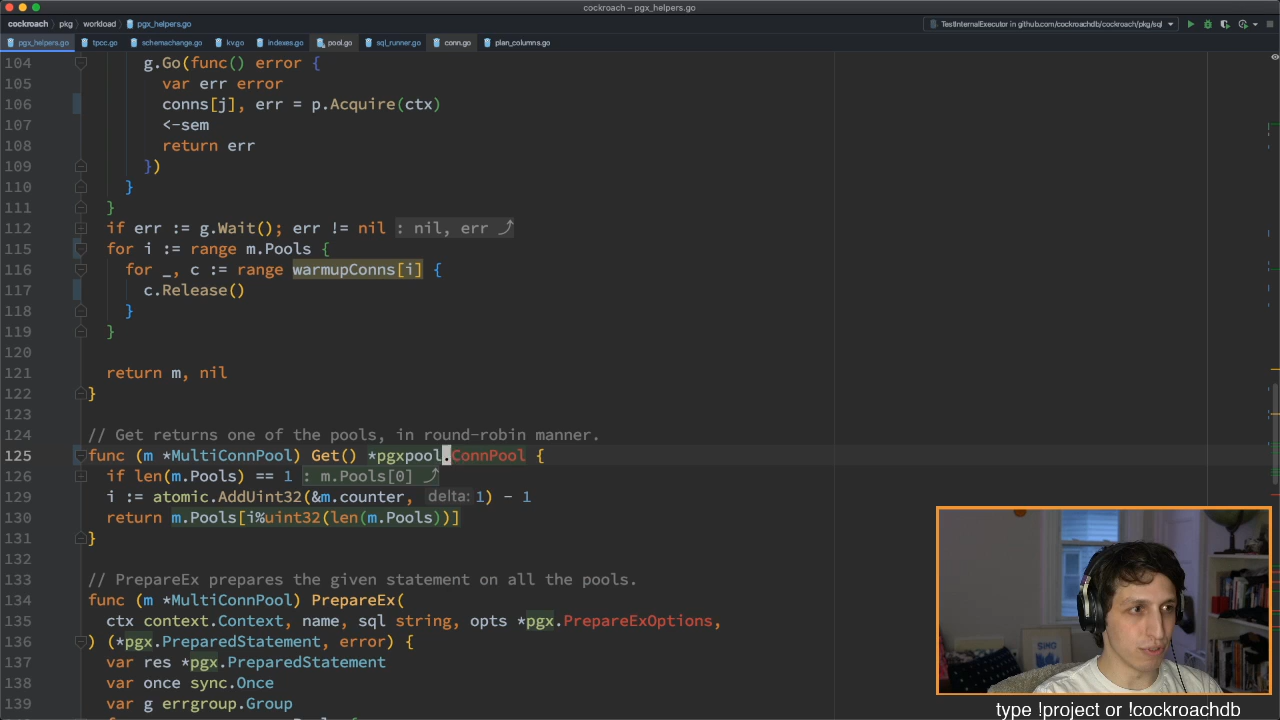 cockroach – pgx_helpers.go
cockroach › pkg › workload › pgx_helpers.go
TestInternalExecutor in github.com/cockroachdb/cockroach/pkg/sql
pgx_helpers.go tpcc.go schemachange.go kv.go indexes.go pool.go sql_runner.go conn.go plan_columns.go
104 g.Go(func() error {
105 var err error
106 conns[j], err = p.Acquire(ctx)
107 <-sem
108 return err
109 })
110 }
111 }
112 if err := g.Wait(); err != nil : nil, err
115 for i := range m.Pools {
116 for _, c := range warmupConns[i] {
117 c.Release()
118 }
119 }
120
121 return m, nil
122 }
123
124 // Get returns one of the pools, in round-robin manner.
125 func (m *MultiConnPool) Get() *pgxpool.ConnPool {
126 if len(m.Pools) == 1 : m.Pools[0]
129 i := atomic.AddUint32(&m.counter, delta: 1) - 1
130 return m.Pools[i%uint32(len(m.Pools))]
131 }
132
133 // PrepareEx prepares the given statement on all the pools.
134 func (m *MultiConnPool) PrepareEx(
135 ctx context.Context, name, sql string, opts *pgx.PrepareExOptions,
136 ) (*pgx.PreparedStatement, error) {
137 var res *pgx.PreparedStatement
138 var once sync.Once
139 var g errgroup.Group
SING
type !project or !cockroachdb